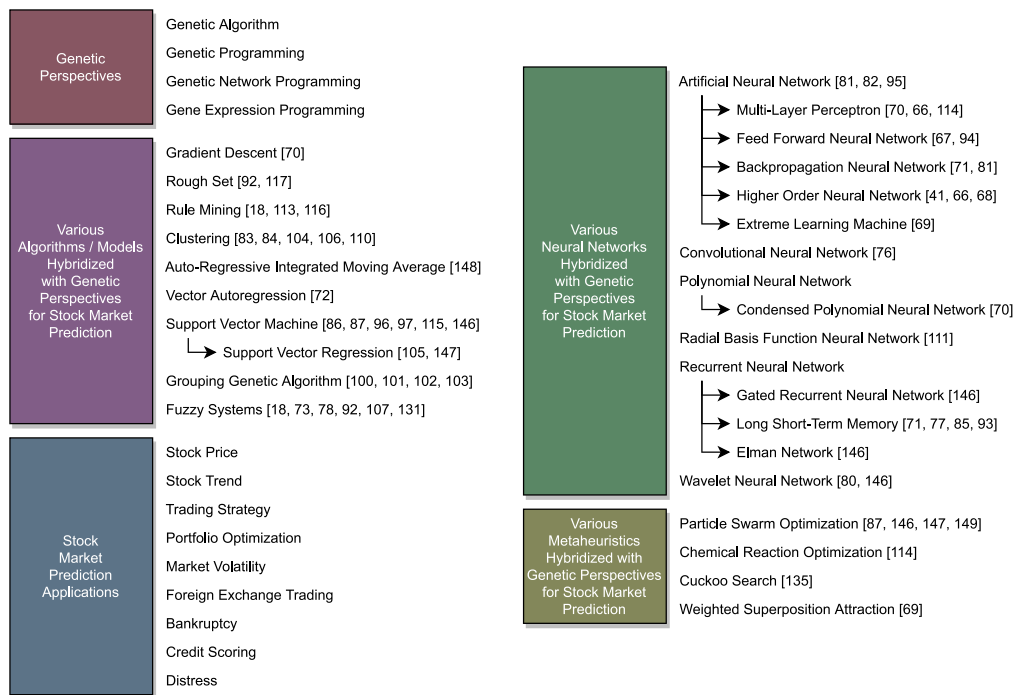 Genetic
Perspectives
Genetic Algorithm
Genetic Programming
Genetic Network Programming
Gene Expression Programming
Various
Algorithms / Models
Hybridized
with Genetic
Perspectives
for Stock Market
Prediction
Gradient Descent [70]
Rough Set [92, 117]
Rule Mining [18, 113, 116]
Clustering [83, 84, 104, 106, 110]
Auto-Regressive Integrated Moving Average [148]
Vector Autoregression [72]
Support Vector Machine [86, 87, 96, 97, 115, 146]
Support Vector Regression [105, 147]
Grouping Genetic Algorithm [100, 101, 102, 103]
Fuzzy Systems [18, 73, 78, 92, 107, 131]
Stock
Market
Prediction
Applications
Stock Price
Stock Trend
Trading Strategy
Portfolio Optimization
Market Volatility
Foreign Exchange Trading
Bankruptcy
Credit Scoring
Distress
Various
Neural Networks
Hybridized
with Genetic
Perspectives
for Stock Market
Prediction
Artificial Neural Network [81, 82, 95]
Multi-Layer Perceptron [70, 66, 114]
Feed Forward Neural Network [67, 94]
Backpropagation Neural Network [71, 81]
Higher Order Neural Network [41, 66, 68]
Extreme Learning Machine [69]
Convolutional Neural Network [76]
Polynomial Neural Network
Condensed Polynomial Neural Network [70]
Radial Basis Function Neural Network [111]
Recurrent Neural Network
Gated Recurrent Neural Network [146]
Long Short-Term Memory [71, 77, 85, 93]
Elman Network [146]
Wavelet Neural Network [80, 146]
Various
Metaheuristics
Hybridized with
Genetic Perspectives
for Stock Market
Prediction
Particle Swarm Optimization [87, 146, 147, 149]
Chemical Reaction Optimization [114]
Cuckoo Search [135]
Weighted Superposition Attraction [69]